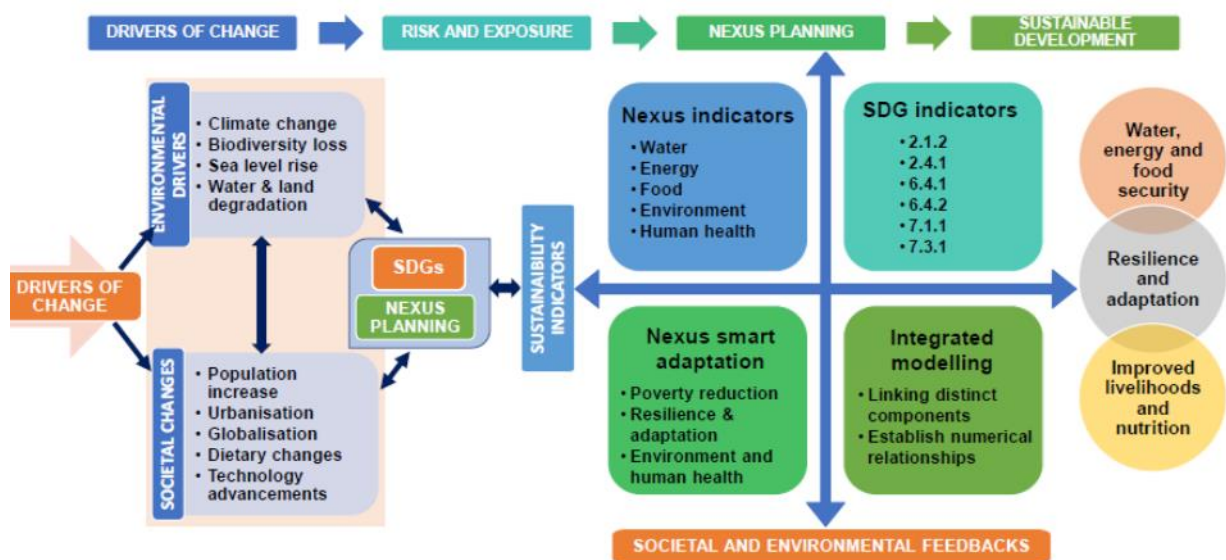 DRIVERS OF CHANGE
RISK AND EXPOSURE
NEXUS PLANNING
SUSTAINABLE
DEVELOPMENT
ENVIRONMENTAL
DRIVERS
• Climate change
• Biodiversity loss
• Sea level rise
• Water & land
degradation
DRIVERS OF
CHANGE
SOCIETAL CHANGES
• Population
increase
• Urbanisation
• Globalisation
• Dietary changes
• Technology
advancements
SDGs
NEXUS
PLANNING
SUSTAINAIBILITY
INDICATORS
Nexus indicators
• Water
• Energy
• Food
• Environment
• Human health
SDG indicators
• 2.1.2
• 2.4.1
• 6.4.1
• 6.4.2
• 7.1.1
• 7.3.1
Nexus smart
adaptation
• Poverty reduction
• Resilience &
adaptation
• Environment and
human health
Integrated
modelling
• Linking distinct
components
• Establish numerical
relationships
Water,
energy and
food
security
Resilience
and
adaptation
Improved
livelihoods
and
nutrition
SOCIETAL AND ENVIRONMENTAL FEEDBACKS